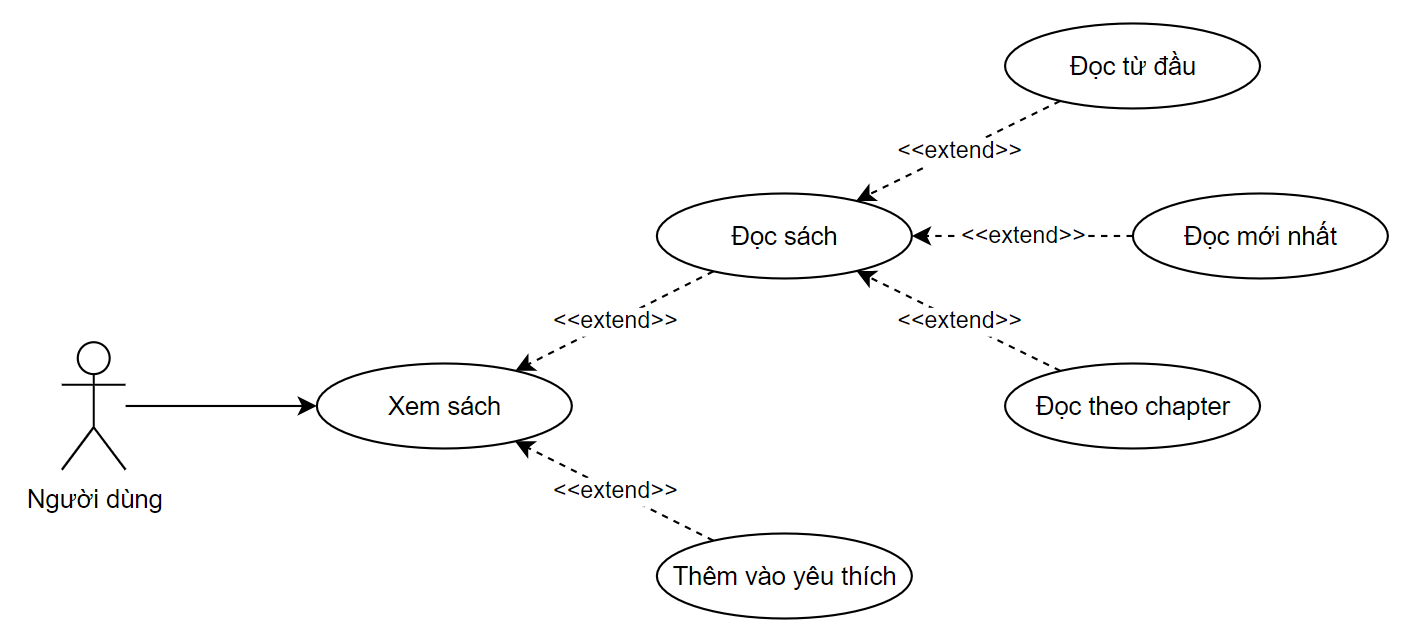 Đọc từ đầu
<<extend>>
Đọc sách
<<extend>>
Đọc mới nhất
<<extend>>
<<extend>>
Người dùng
Xem sách
Đọc theo chapter
<<extend>>
Thêm vào yêu thích